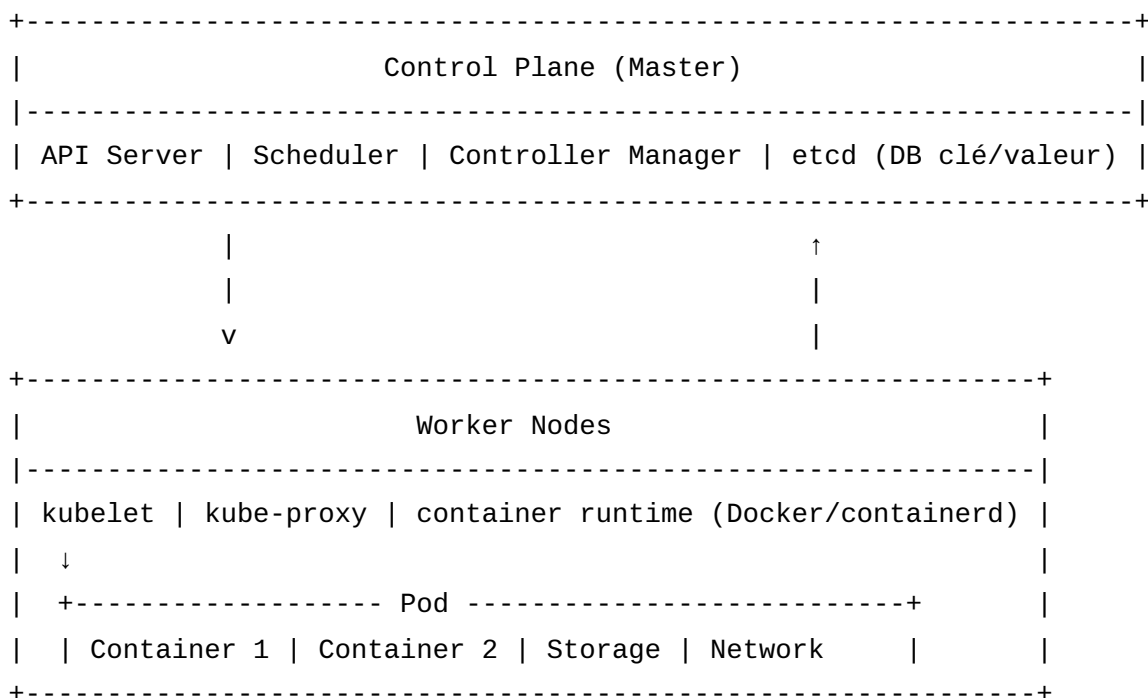 +--------------------------------------------------------------------+
|                      Control Plane (Master)                        |
|--------------------------------------------------------------------|
| API Server | Scheduler | Controller Manager | etcd (DB clé/valeur) |
+--------------------------------------------------------------------+
             |                                   ↑
             |                                   |
             v                                   |
+--------------------------------------------------------------+
|                        Worker Nodes                          |
|--------------------------------------------------------------|
| kubelet | kube-proxy | container runtime (Docker/containerd) |
|  ↓                                                           |
|  +------------------- Pod ---------------------------+       |
|  | Container 1 | Container 2 | Storage | Network     |       |
+--------------------------------------------------------------+